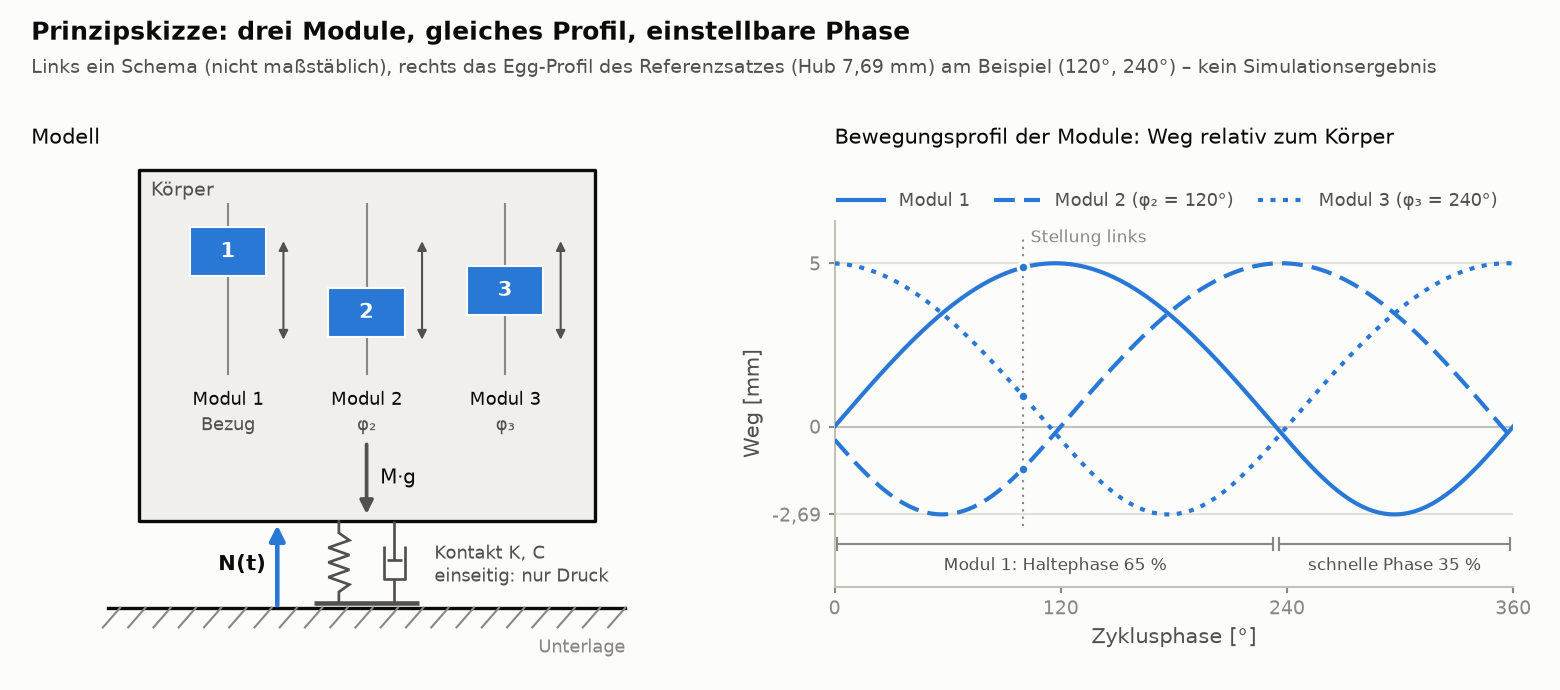 Prinzipskizze: drei Module, gleiches Profil, einstellbare Phase
Links ein Schema (nicht maßstäblich), rechts das Egg-Profil des Referenzsatzes (Hub 7,69 mm) am Beispiel (120°, 240°) – kein Simulationsergebnis
Modell
Körper
1
2
3
Modul 1
Modul 2
Modul 3
Bezug
φ₂
φ₃
M·g
N(t)
Kontakt K, C
einseitig: nur Druck
Unterlage
Bewegungsprofil der Module: Weg relativ zum Körper
Modul 1
Modul 2 (φ₂ = 120°)
Modul 3 (φ₃ = 240°)
Stellung links
5
0
-2,69
Weg [mm]
Modul 1: Haltephase 65 %
schnelle Phase 35 %
0
120
240
360
Zyklusphase [°]